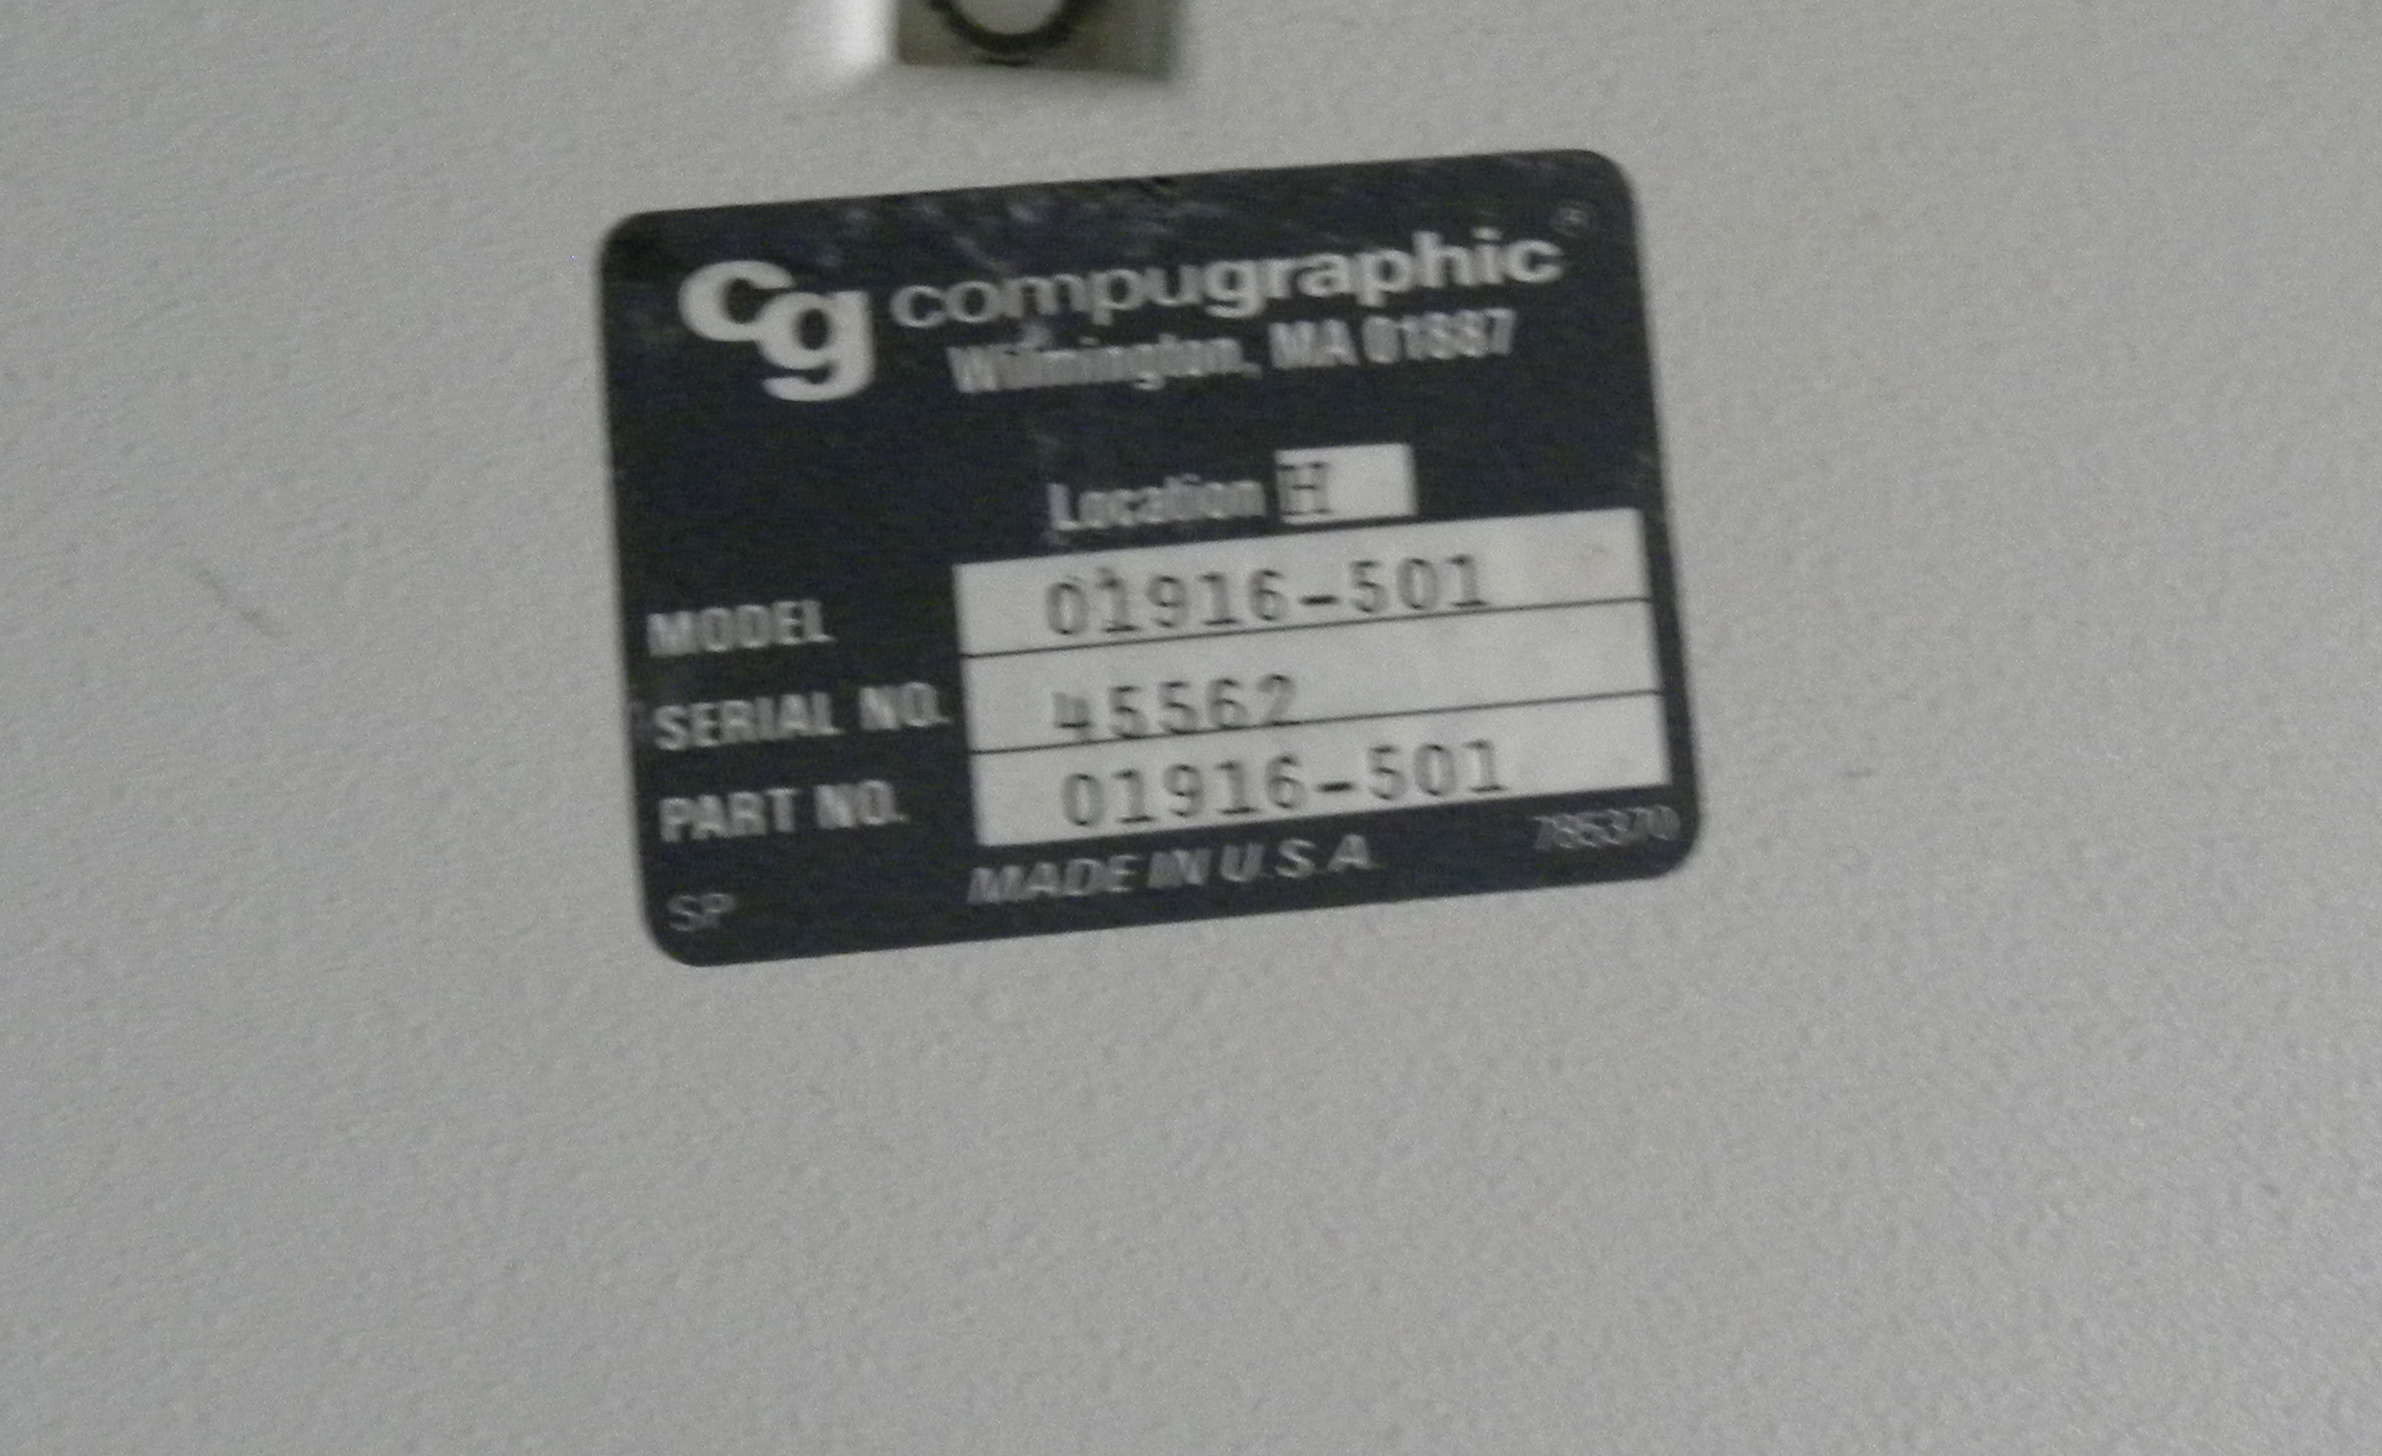 cg compugraphic®
Wilmington, MA 01887
Location H
MODEL 01916-501
SERIAL NO. 45562
PART NO. 01916-501
SP MADE IN U.S.A. 785370